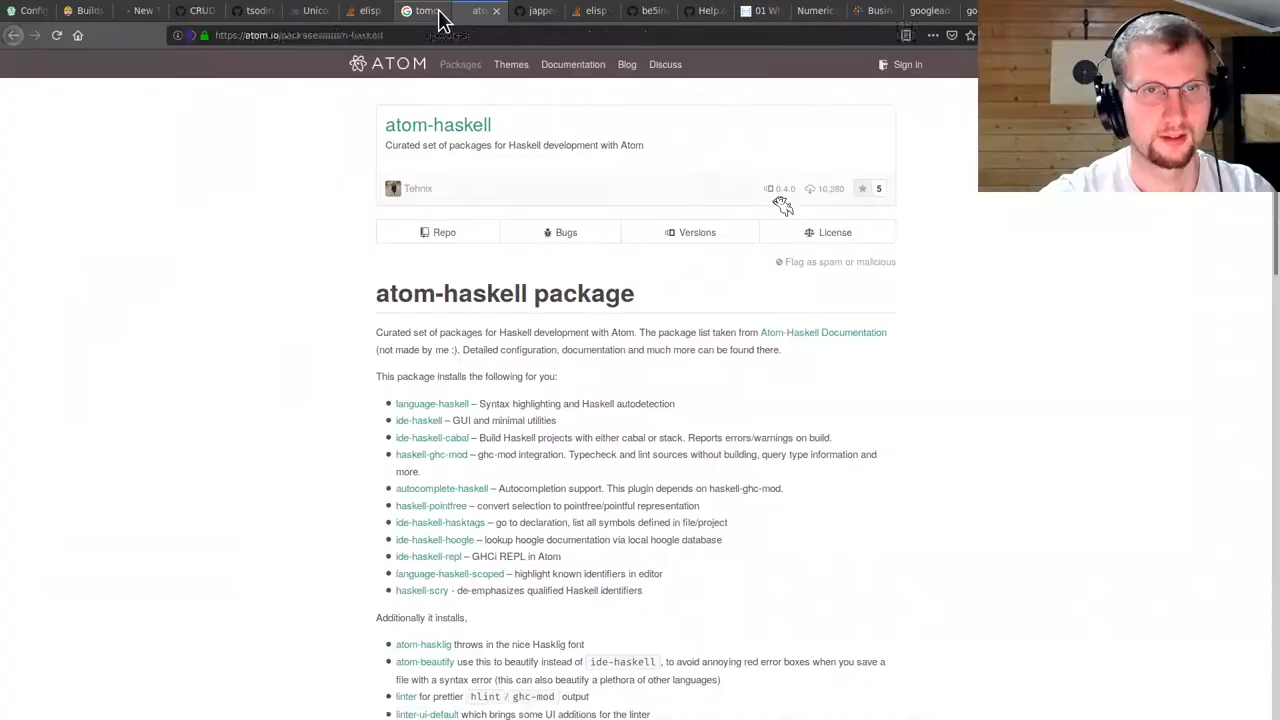 Config
Builds
- New T
CRUD
tsodin
Unico
elisp
jappe
elisp
be5in
Help.
01 W
Numeric
Busin
googlead
ATOM
Packages
Themes
Documentation
Blog
Discuss
Sign in
atom-haskell
Curated set of packages for Haskell development with Atom
Tehnix
0.4.0
10,280
5
Repo
Bugs
Versions
License
Flag as spam or malicious
atom-haskell package
Curated set of packages for Haskell development with Atom. The package list taken from Atom-Haskell Documentation
(not made by me :). Detailed configuration, documentation and much more can be found there.
This package installs the following for you:
language-haskell – Syntax highlighting and Haskell autodetection
ide-haskell – GUI and minimal utilities
ide-haskell-cabal – Build Haskell projects with either cabal or stack. Reports errors/warnings on build.
haskell-ghc-mod – ghc-mod integration. Typecheck and lint sources without building, query type information and
more.
autocomplete-haskell – Autocompletion support. This plugin depends on haskell-ghc-mod.
haskell-pointfree – convert selection to pointfree/pointful representation
ide-haskell-hasktags – go to declaration, list all symbols defined in file/project
ide-haskell-hoogle – lookup hoogle documentation via local hoogle database
ide-haskell-repl – GHCi REPL in Atom
language-haskell-scoped – highlight known identifiers in editor
haskell-scry - de-emphasizes qualified Haskell identifiers
Additionally it installs,
atom-hasklig throws in the nice Hasklig font
atom-beautify use this to beautify instead of ide-haskell , to avoid annoying red error boxes when you save a
file with a syntax error (this can also beautify a plethora of other languages)
linter for prettier hlint / ghc-mod output
linter-ui-default which brings some UI additions for the linter